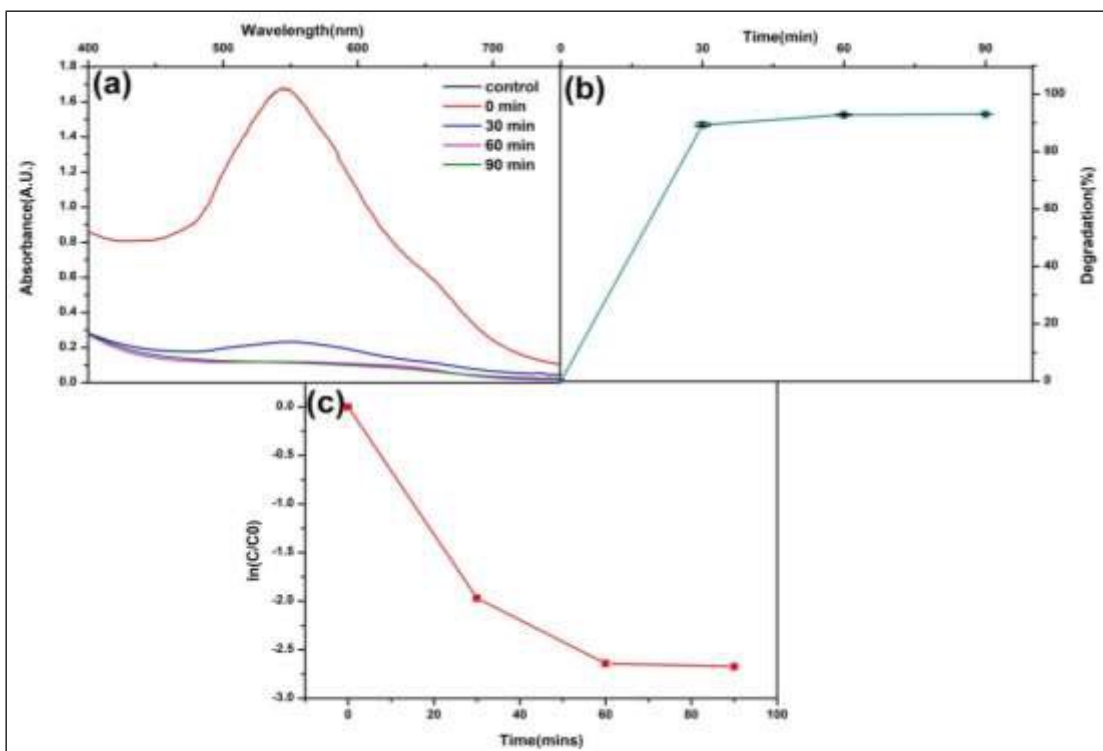 Wavelength(nm)
400 500 600 700
Time(min)
0 30 60 90
(a)
Absorbance(A.U.)
1.8
1.6
1.4
1.2
1.0
0.8
0.6
0.4
0.2
0.0
control
0 min
30 min
60 min
90 min
(b)
100
80
60
40
20
0
Degradation(%)
(c)
ln(C/C0)
0.0
-0.5
-1.0
-1.5
-2.0
-2.5
-3.0
0 20 40 60 80 100
Time(mins)